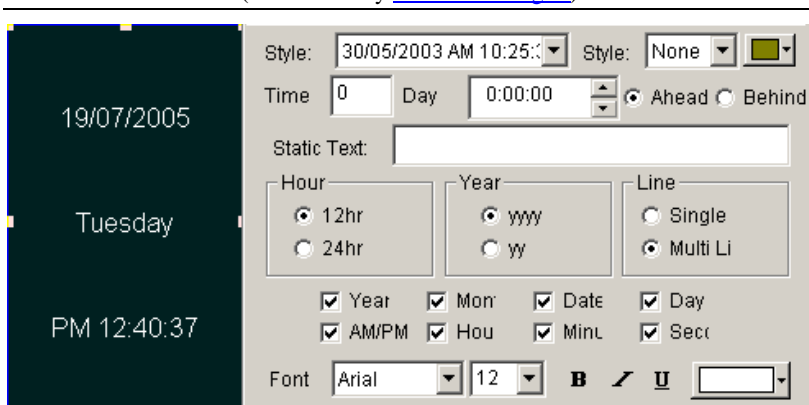 19/07/2005
Tuesday
PM 12:40:37
Style: 30/05/2003 AM 10:25: Style: None
Time 0 Day 0:00:00 Ahead Behind
Static Text:
Hour Year Line
12hr yyyy Single
24hr yy Multi Li
Year Mon Date Day
AM/PM Hou Minu Seco
Font Arial 12 B I U